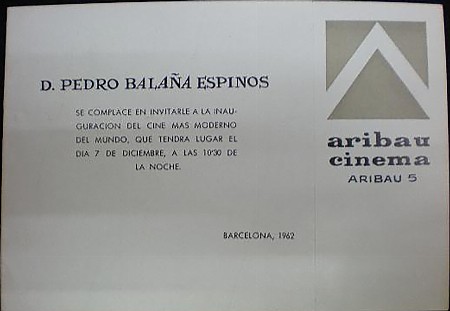 D. PEDRO BALAÑA ESPINOS
SE COMPLACE EN INVITARLE A LA INAU-
GURACION DEL CINE MAS MODERNO
DEL MUNDO, QUE TENDRA LUGAR EL
DIA 7 DE DICIEMBRE, A LAS 10'30 DE
LA NOCHE.
BARCELONA, 1962
aribau
cinema
ARIBAU 5